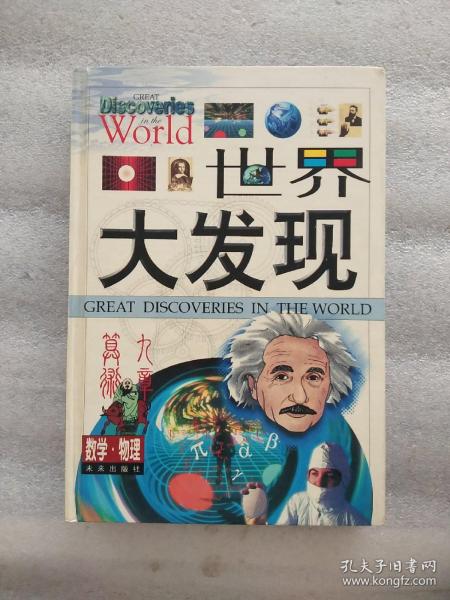 GREAT
Discoveries
in the
World
世界
大发现
GREAT DISCOVERIES IN THE WORLD
九章
算术
π
α
β
γ
数学·物理
未来出版社
孔夫子旧书网
www.kongfz.com